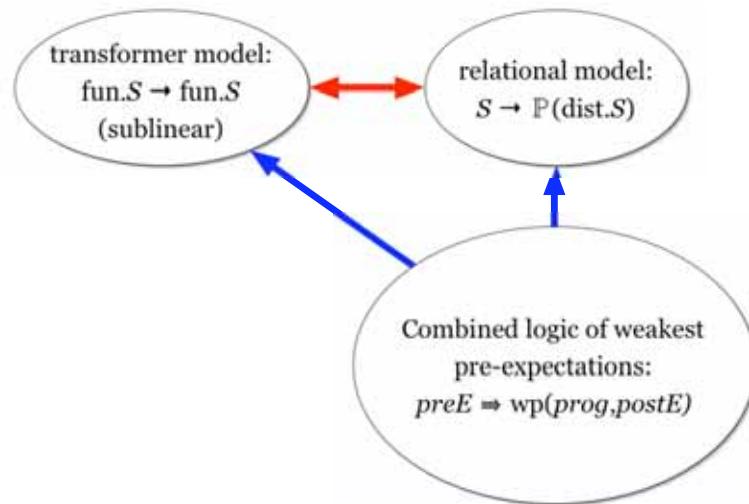 transformer model:
fun.S → fun.S
(sublinear)
relational model:
S → ℙ(dist.S)
Combined logic of weakest
pre-expectations:
preE ⇛ wp(prog,postE)